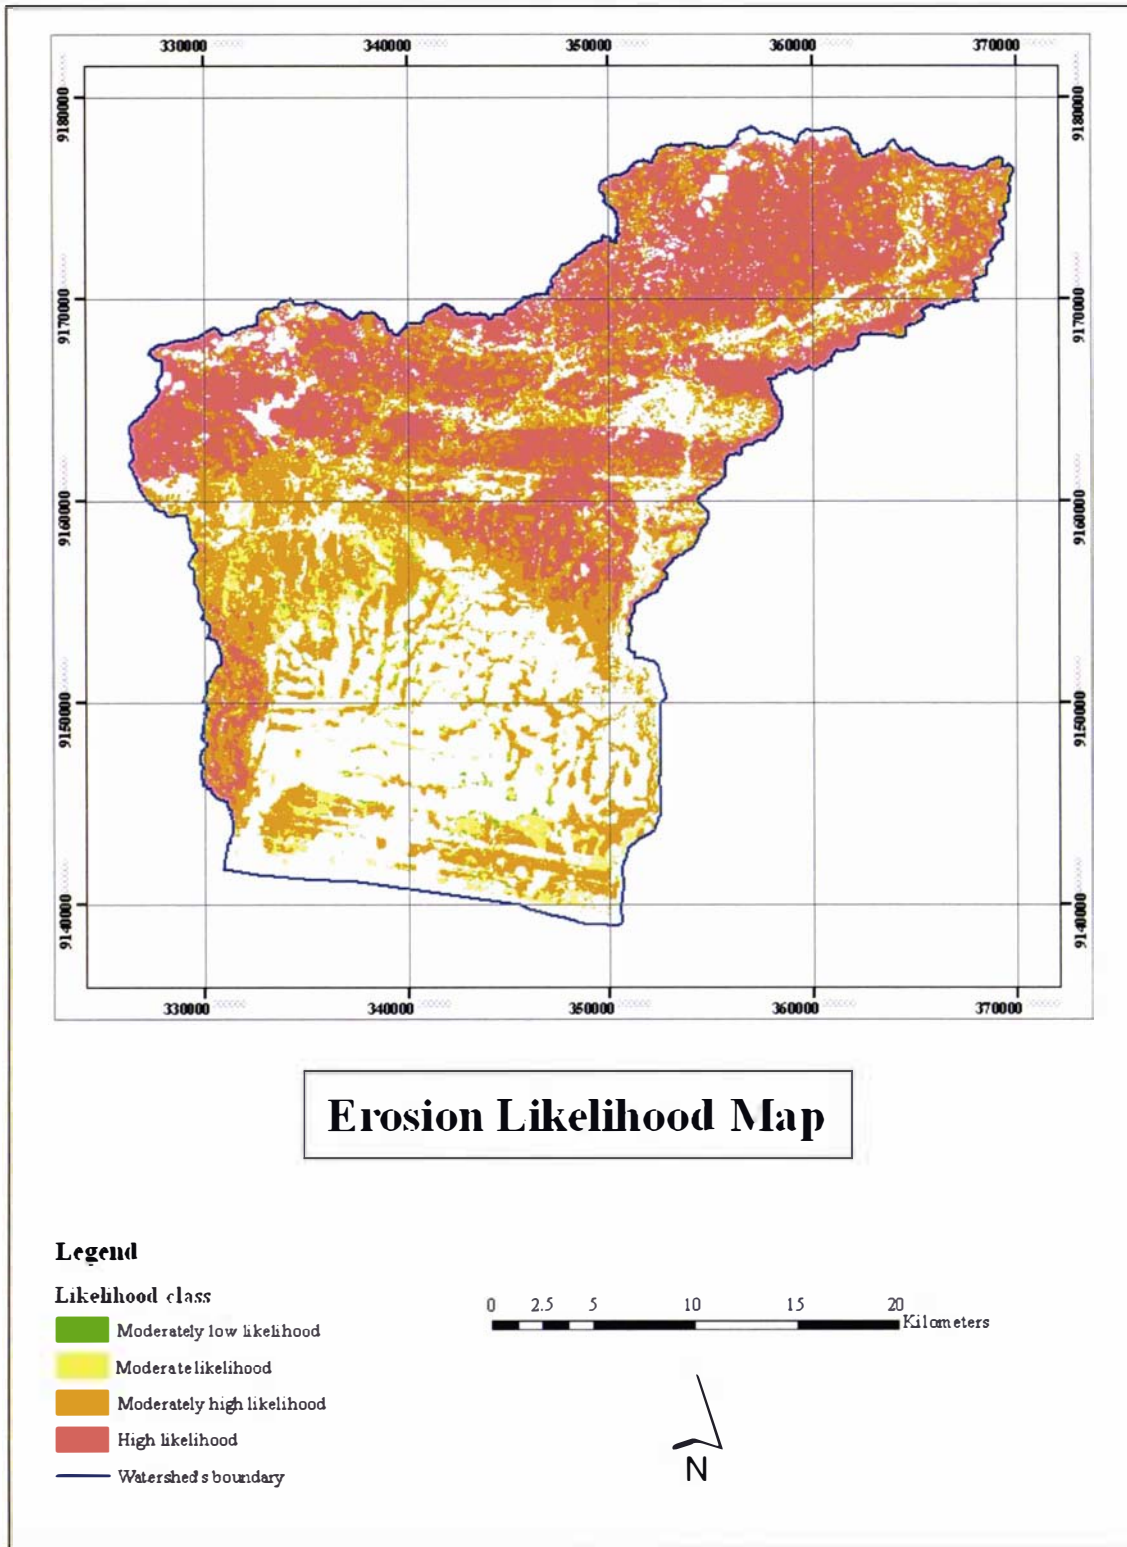 330000 340000 350000 360000 370000
9180000 9180000
9170000 9170000
9160000 9160000
9150000 9150000
9140000 9140000
330000 340000 350000 360000 370000
Erosion Likelihood Map
Legend
Likelihood class
Moderately low likelihood
Moderate likelihood
Moderately high likelihood
High likelihood
Watershed's boundary
0 2.5 5 10 15 20
Kilometers
N